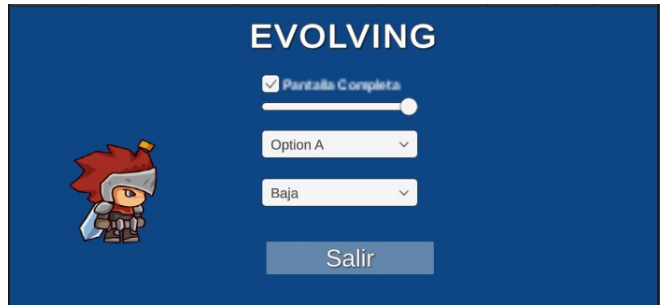 EVOLVING
Pantalla Completa
Option A
Baja
Salir